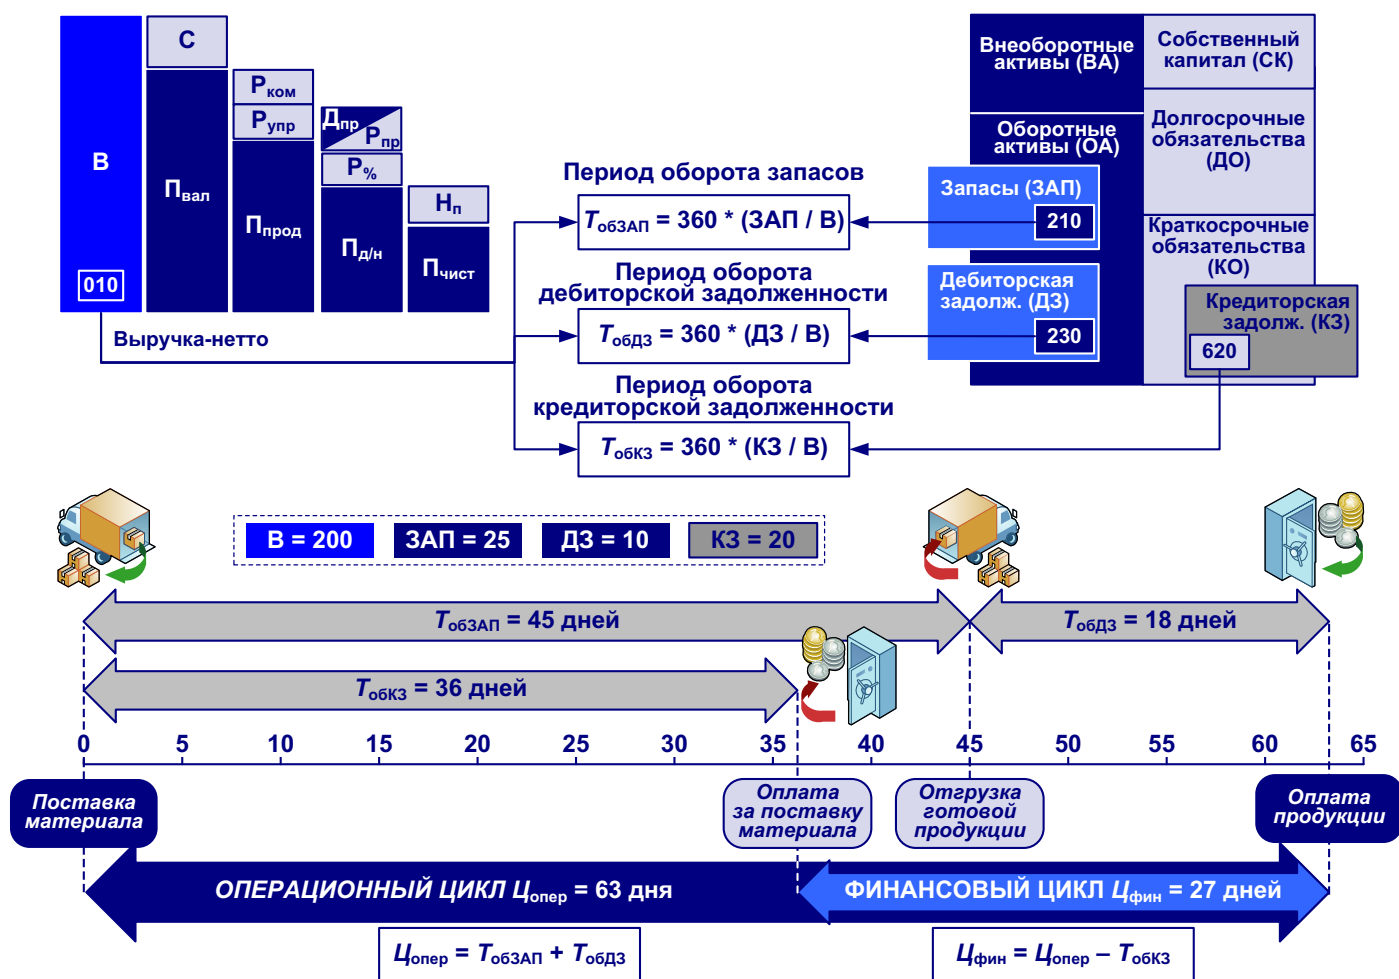 В
010
С
Пвал
Рком
Рупр
Ппрод
Дпр
Рпр
Р%
Пд/н
Нп
Пчист
Выручка-нетто
Период оборота запасов
ТобЗАП = 360 * (ЗАП / В)
Период оборота
дебиторской задолженности
ТобДЗ = 360 * (ДЗ / В)
Период оборота
кредиторской задолженности
ТобКЗ = 360 * (КЗ / В)
Внеоборотные
активы (ВА)
Оборотные
активы (ОА)
Запасы (ЗАП)
210
Дебиторская
задолж. (ДЗ)
230
Собственный
капитал (СК)
Долгосрочные
обязательства
(ДО)
Краткосрочные
обязательства
(КО)
Кредиторская
задолж. (КЗ)
620
В = 200
ЗАП = 25
ДЗ = 10
КЗ = 20
ТобЗАП = 45 дней
ТобДЗ = 18 дней
ТобКЗ = 36 дней
0 5 10 15 20 25 30 35 40 45 50 55 60 65
Поставка
материала
Оплата
за поставку
материала
Отгрузка
готовой
продукции
Оплата
продукции
ОПЕРАЦИОННЫЙ ЦИКЛ Цопер = 63 дня
ФИНАНСОВЫЙ ЦИКЛ Цфин = 27 дней
Цопер = ТобЗАП + ТобДЗ
Цфин = Цопер – ТобКЗ